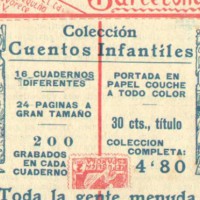 Barcelona
Colección
Cuentos Infantiles
16 CUADERNOS
DIFERENTES
24 PAGINAS A
GRAN TAMAÑO
200
GRABADOS
EN CADA
CUADERNO
PORTADA EN
PAPEL COUCHE
A TODO COLOR
30 cts., título
COLECCION
COMPLETA:
4'80
Toda la gente menuda